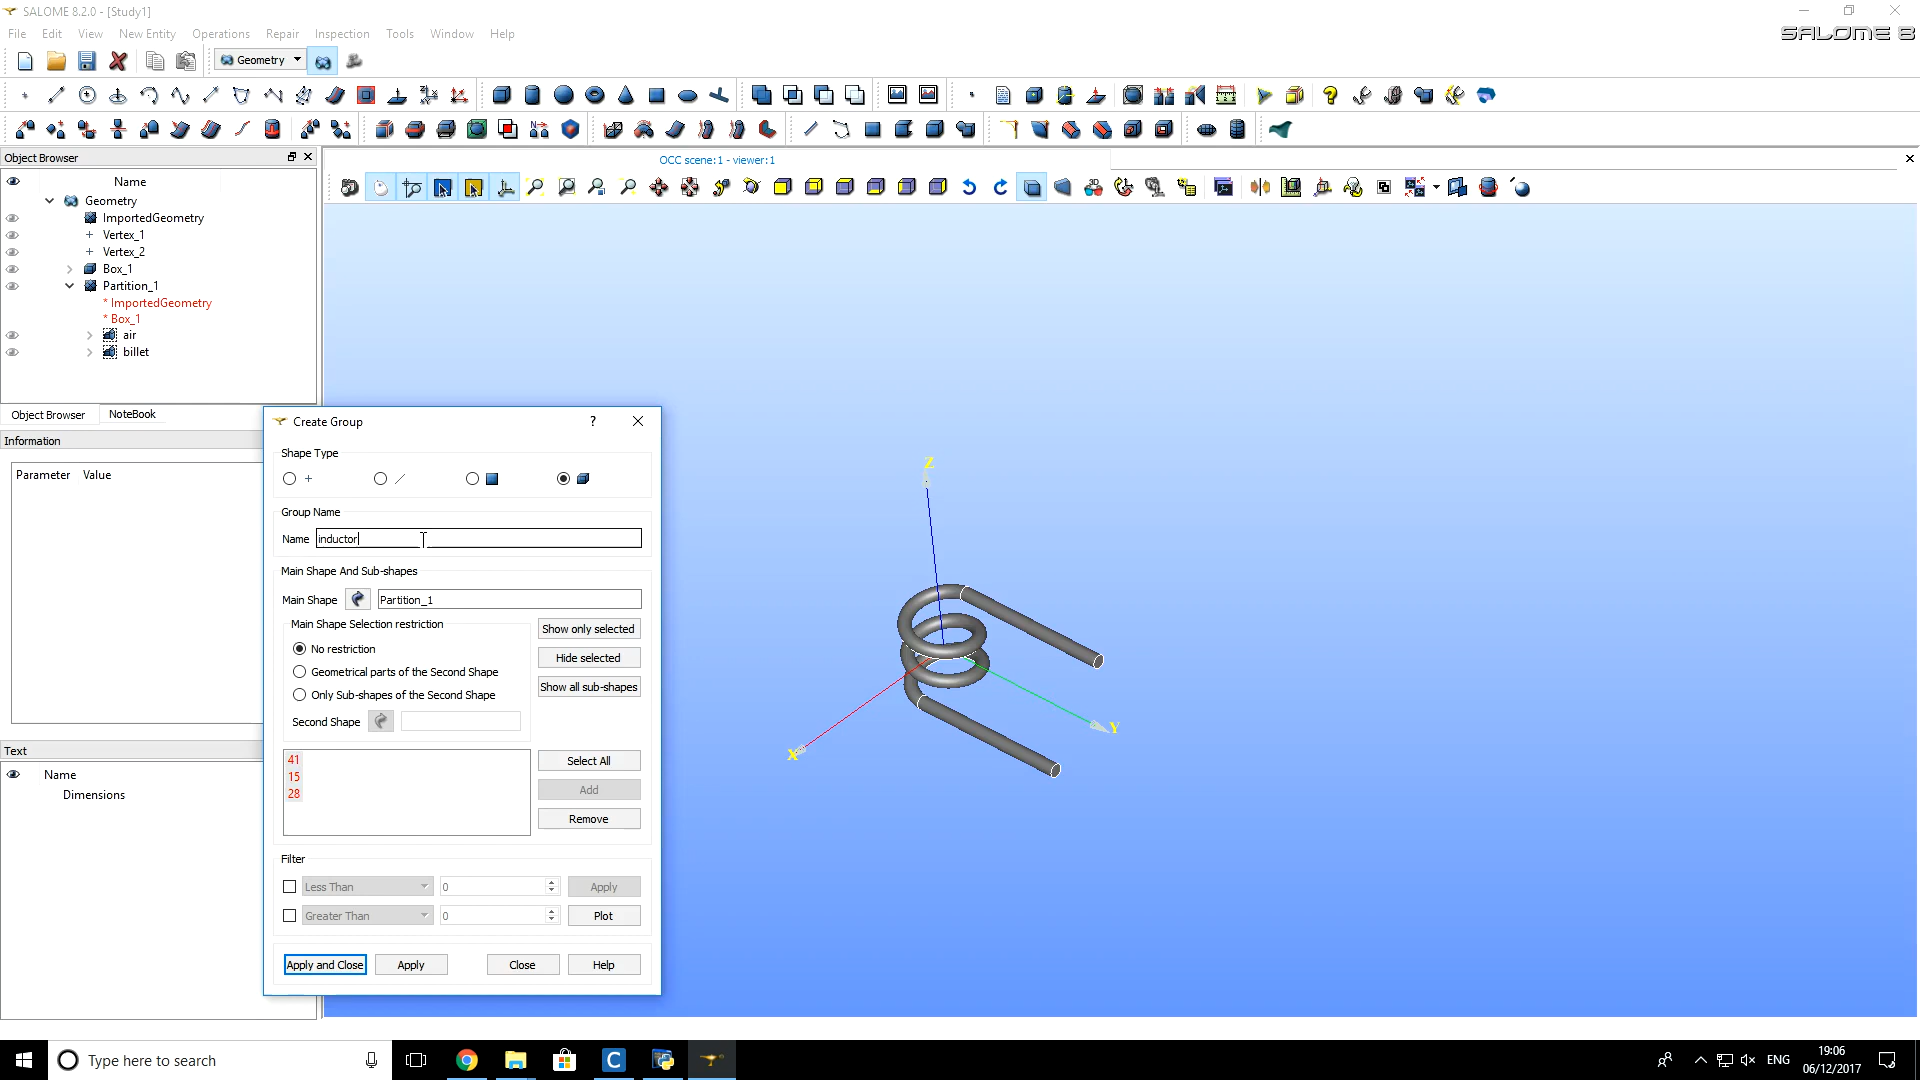 SALOME 8.2.0 - [Study1]
File Edit View New Entity Operations Repair Inspection Tools Window Help
SALOME 8
Geometry
Object Browser
OCC scene:1 - viewer:1
Name
Geometry
ImportedGeometry
Vertex_1
Vertex_2
Box_1
Partition_1
* ImportedGeometry
* Box_1
air
billet
Object Browser NoteBook
Information
Parameter Value
Text
Name
Dimensions
Create Group
Shape Type
Group Name
Name inductor
Main Shape And Sub-shapes
Main Shape Partition_1
Main Shape Selection restriction
Show only selected
No restriction
Hide selected
Geometrical parts of the Second Shape
Show all sub-shapes
Only Sub-shapes of the Second Shape
Second Shape
41
15
28
Select All
Add
Remove
Filter
Less Than 0 Apply
Greater Than 0 Plot
Apply and Close Apply Close Help
Z
X
Y
Type here to search
ENG
19:06
06/12/2017